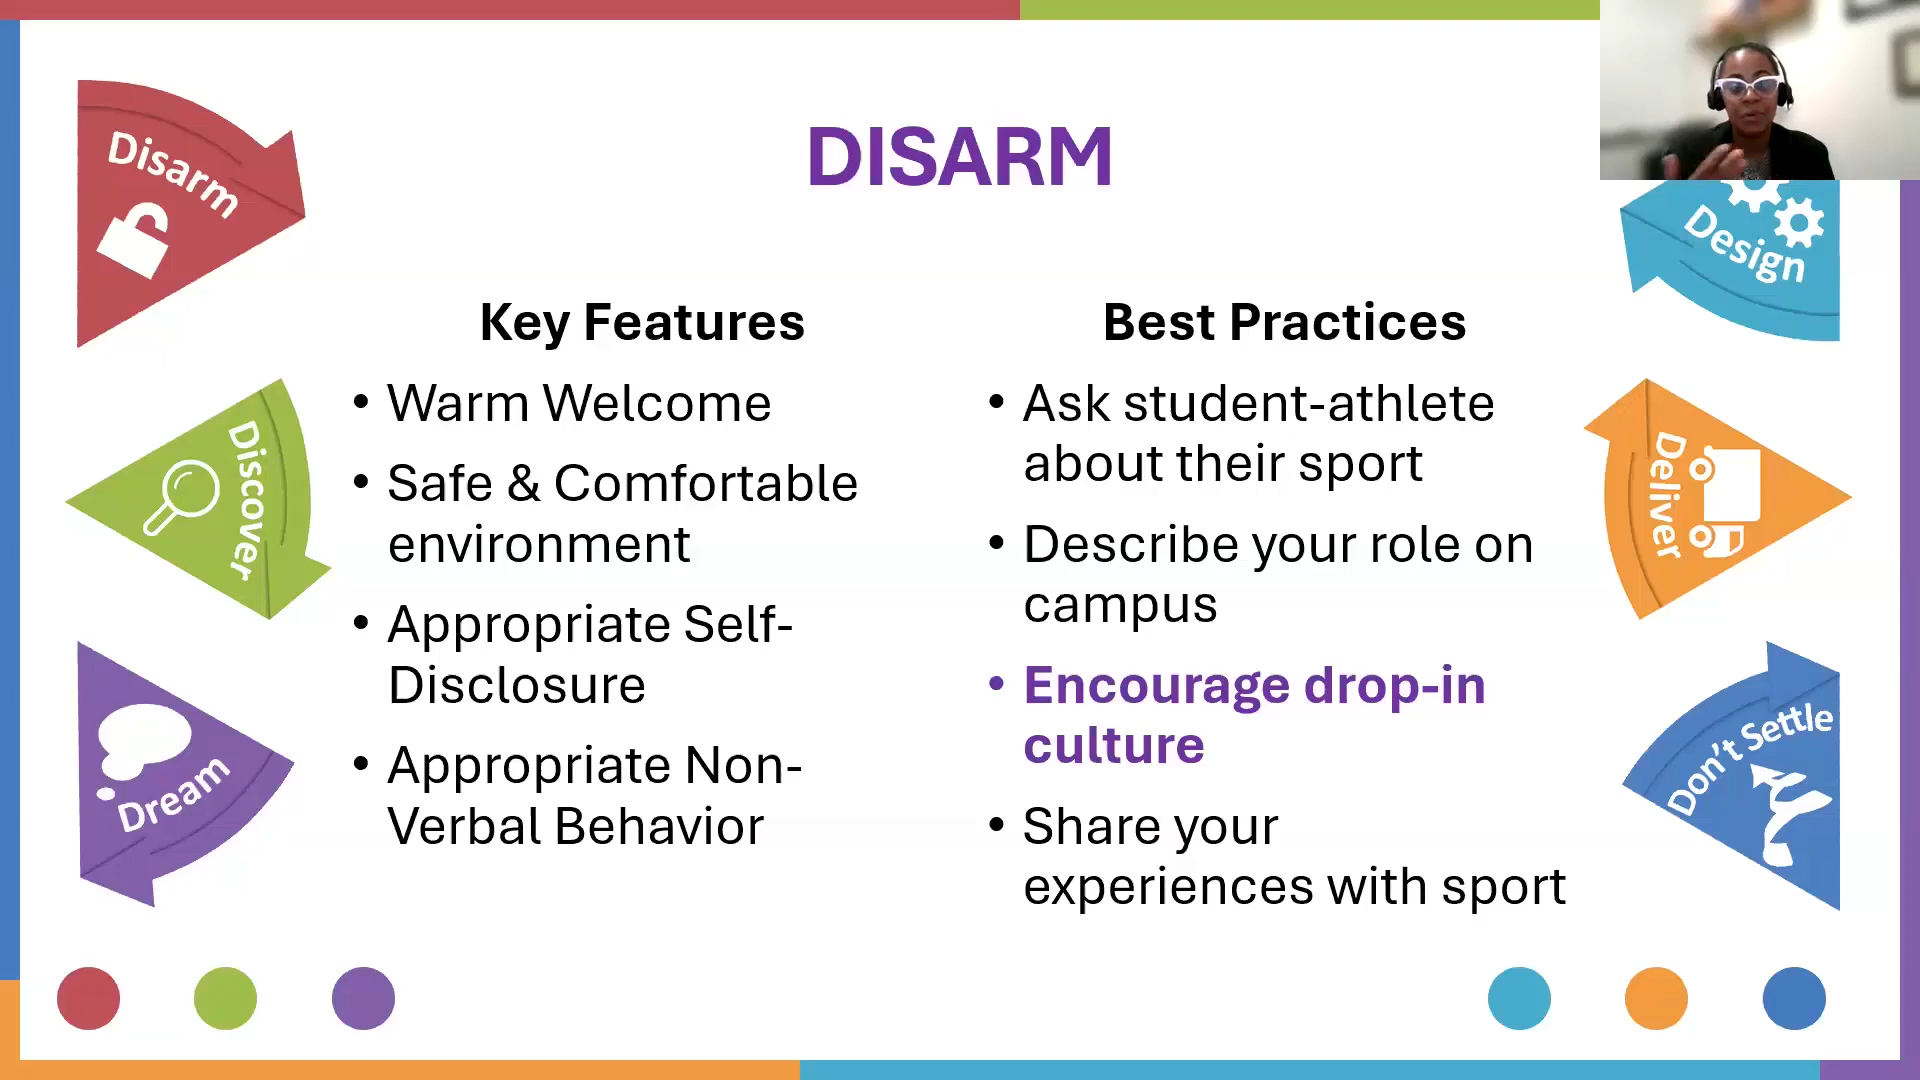 DISARM
Disarm
Discover
Dream
Key Features
• Warm Welcome
• Safe & Comfortable
environment
• Appropriate Self-
Disclosure
• Appropriate Non-
Verbal Behavior
Best Practices
• Ask student-athlete
about their sport
• Describe your role on
campus
• Encourage drop-in
culture
• Share your
experiences with sport
Design
Deliver
Don't Settle